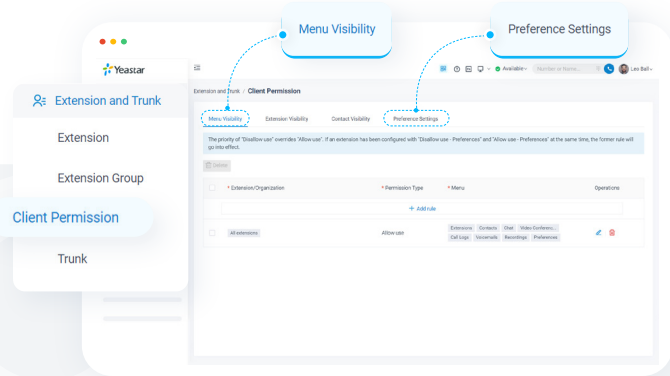 Menu Visibility
Preference Settings
Yeastar
Available
Number or Name...
Leo Ball
Extension and Trunk
Extension
Extension Group
Client Permission
Trunk
Extension and Trunk / Client Permission
Menu Visibility Extension Visibility Contact Visibility Preference Settings
The priority of "Disallow use" overrides "Allow use". If an extension has been configured with "Disallow use - Preferences" and "Allow use - Preferences" at the same time, the former rule will
go into effect.
Delete
* Extension/Organization * Permission Type * Menu Operations
+ Add rule
All extensions Allow use Extensions Contacts Chat Video Conferenc...
Call Logs Voicemails Recordings Preferences